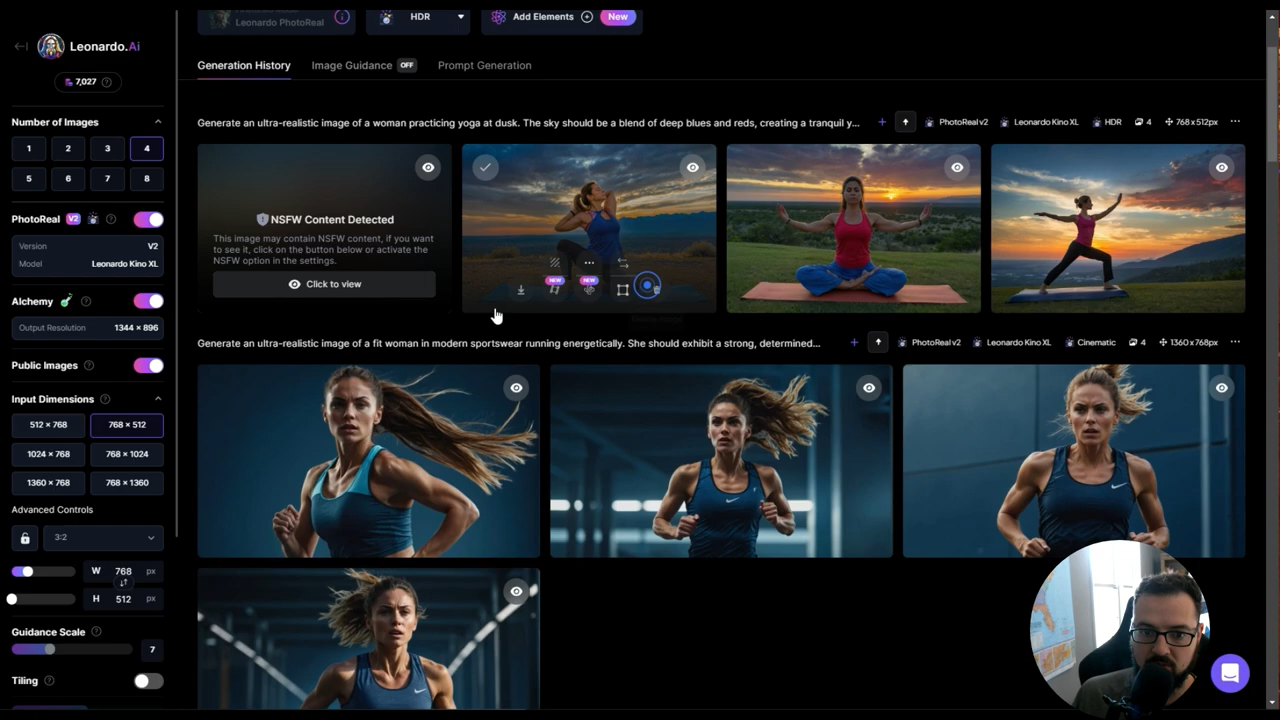 Leonardo PhotoReal
HDR
Add Elements
New
Leonardo.Ai
7,027
Generation History
Image Guidance OFF
Prompt Generation
Number of Images
1 2 3 4
5 6 7 8
PhotoReal V2
Version V2
Model Leonardo Kino XL
Alchemy
Output Resolution 1344 × 896
Public Images
Input Dimensions
512 × 768 768 × 512
1024 × 768 768 × 1024
1360 × 768 768 × 1360
Advanced Controls
3:2
W 768 px
H 512 px
Guidance Scale
7
Tiling
Generate an ultra-realistic image of a woman practicing yoga at dusk. The sky should be a blend of deep blues and reds, creating a tranquil y...
PhotoReal v2 Leonardo Kino XL HDR 4 768 x 512px
NSFW Content Detected
This image may contain NSFW content, if you want
to see it, click on the button below or activate the
NSFW option in the settings.
Click to view
NEW NEW
Generate an ultra-realistic image of a fit woman in modern sportswear running energetically. She should exhibit a strong, determined...
PhotoReal v2 Leonardo Kino XL Cinematic 4 1360 x 768px